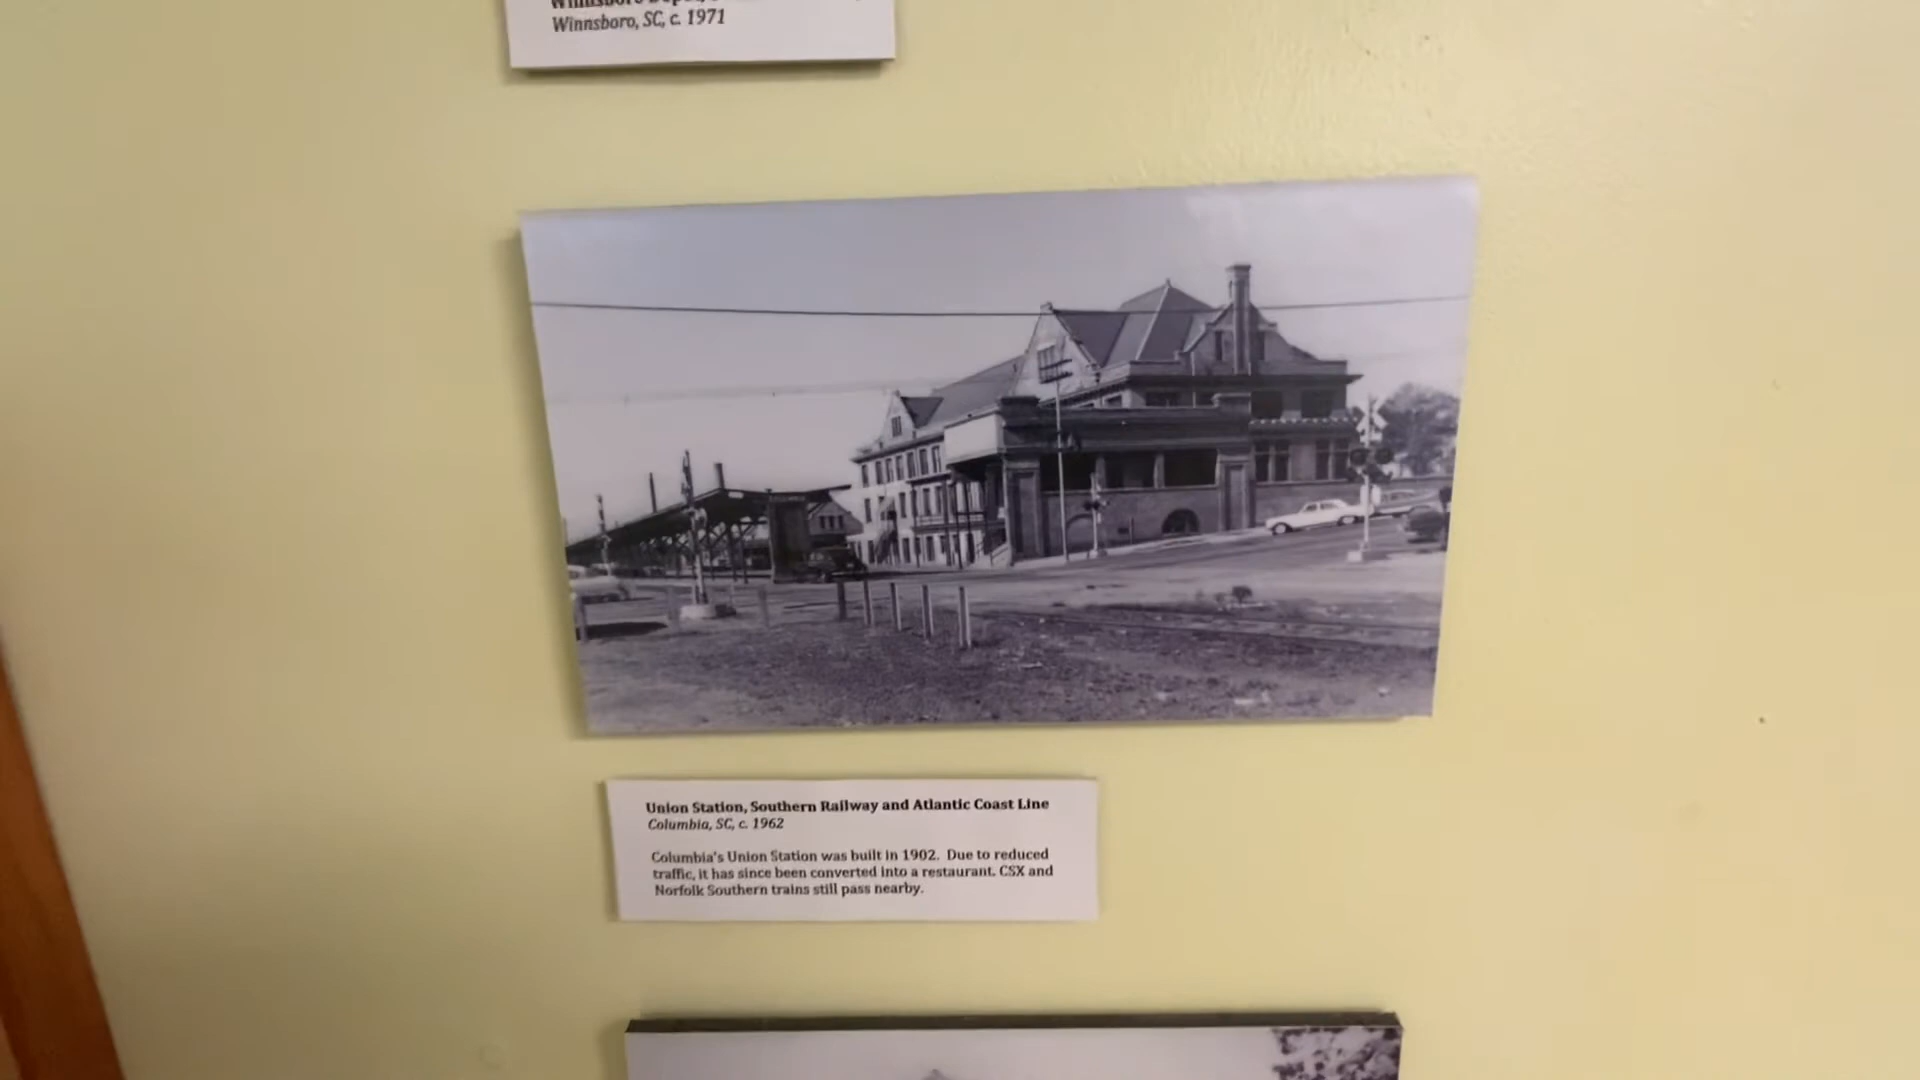 Winnsboro Depot,
Winnsboro, SC, c. 1971
Union Station, Southern Railway and Atlantic Coast Line
Columbia, SC, c. 1962
Columbia's Union Station was built in 1902. Due to reduced
traffic, it has since been converted into a restaurant. CSX and
Norfolk Southern trains still pass nearby.